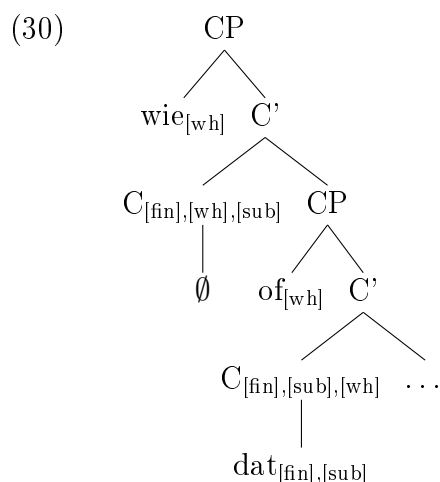 (30) CP
wie[wh] C'
C[fin],[wh],[sub] CP
∅ of[wh] C'
C[fin],[sub],[wh] ...
dat[fin],[sub]